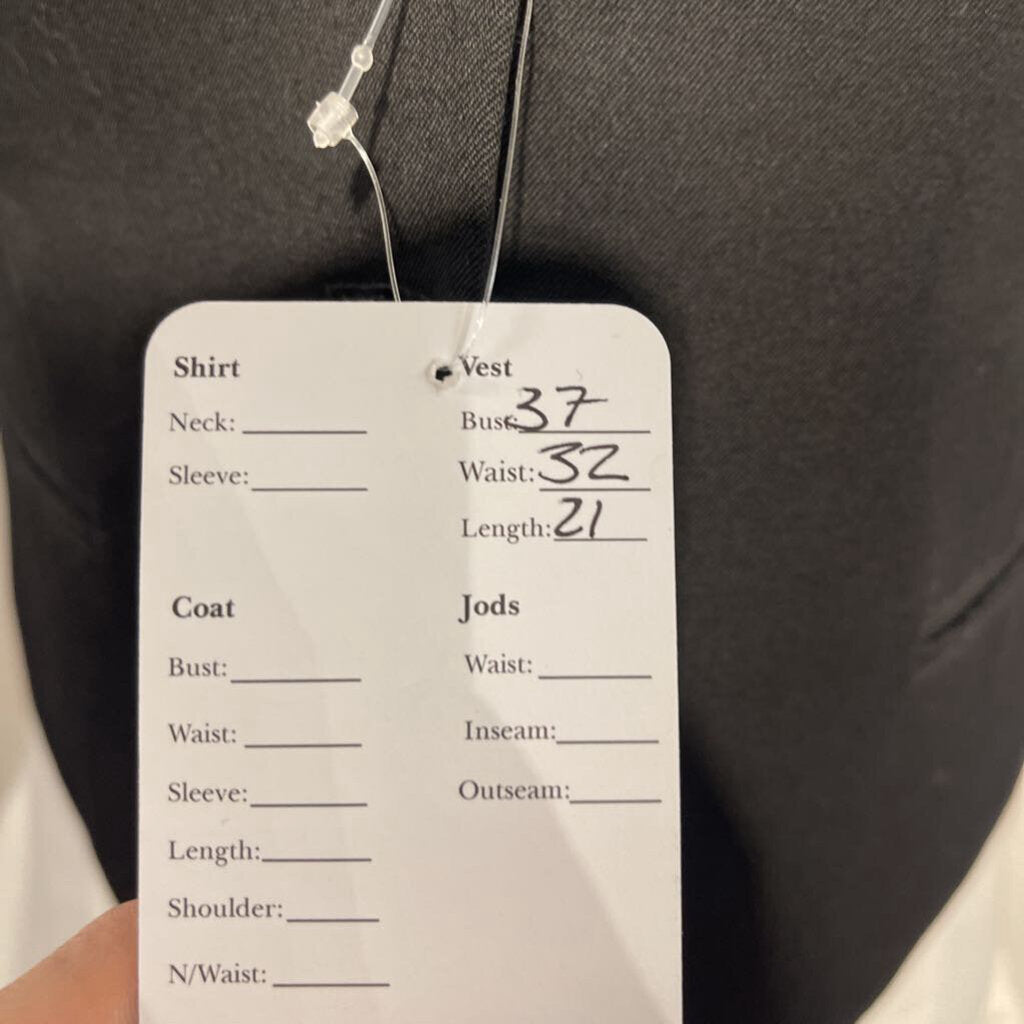 Shirt
Neck:
Sleeve:
Vest
Bust: 37
Waist: 32
Length: 21
Coat
Bust:
Waist:
Sleeve:
Length:
Shoulder:
N/Waist:
Jods
Waist:
Inseam:
Outseam: